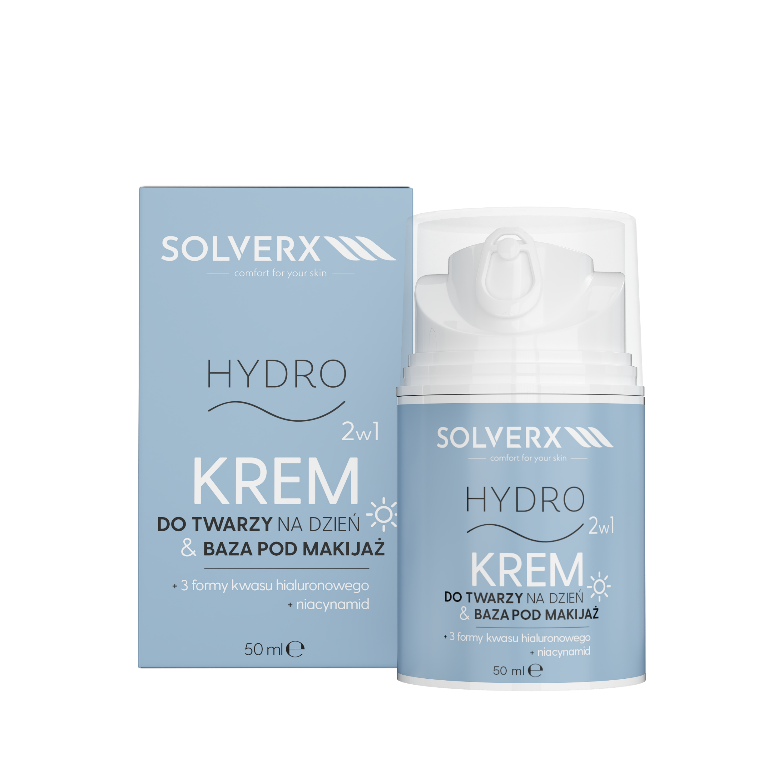 SOLVERX
comfort for your skin
HYDRO
2w1
KREM
DO TWARZY NA DZIEŃ
& BAZA POD MAKIJAŻ
+ 3 formy kwasu hialuronowego
+ niacynamid
50 ml ℮
SOLVERX
comfort for your skin
HYDRO
2w1
KREM
DO TWARZY NA DZIEŃ
& BAZA POD MAKIJAŻ
+ 3 formy kwasu hialuronowego
+ niacynamid
50 ml ℮